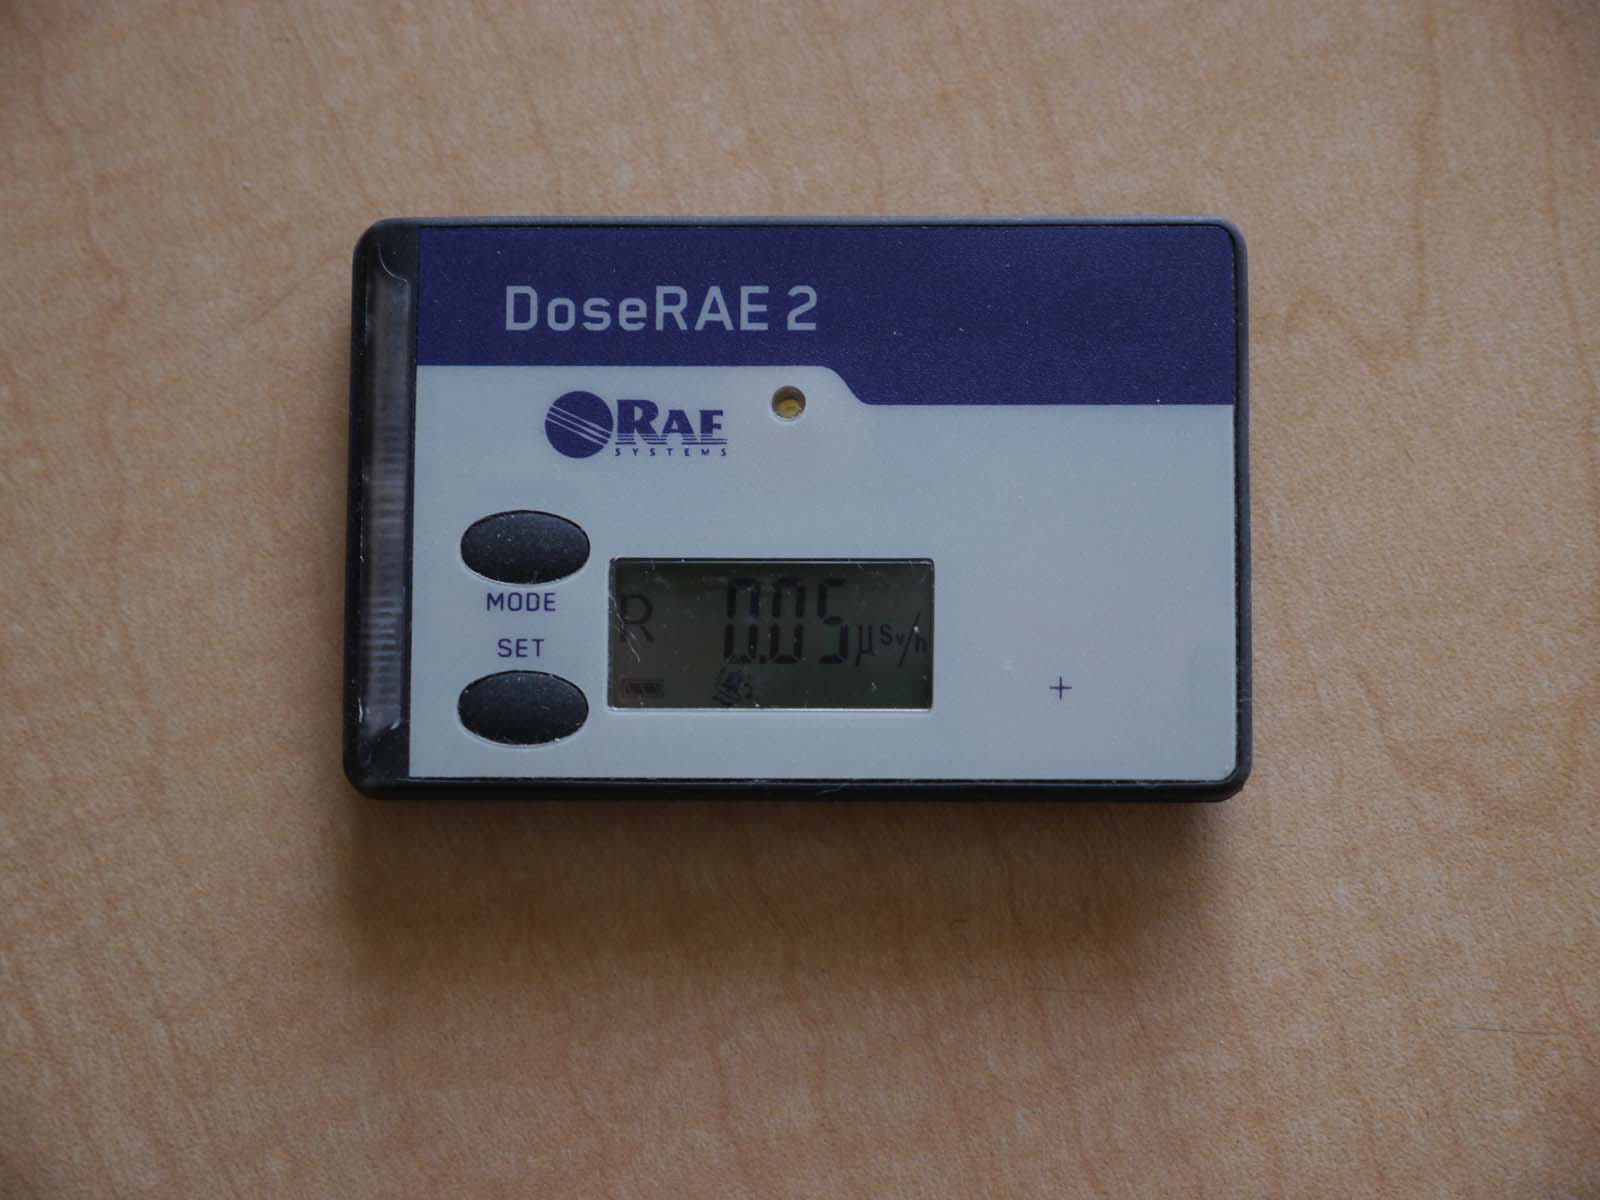 DoseRAE 2
RAE
SYSTEMS
MODE
SET
R 0.05 µSv/h
+